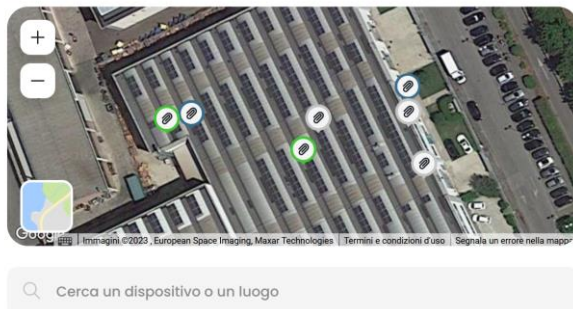 +
−
Google
Immagini ©2023 , European Space Imaging, Maxar Technologies | Termini e condizioni d'uso | Segnala un errore nella mappa
Cerca un dispositivo o un luogo